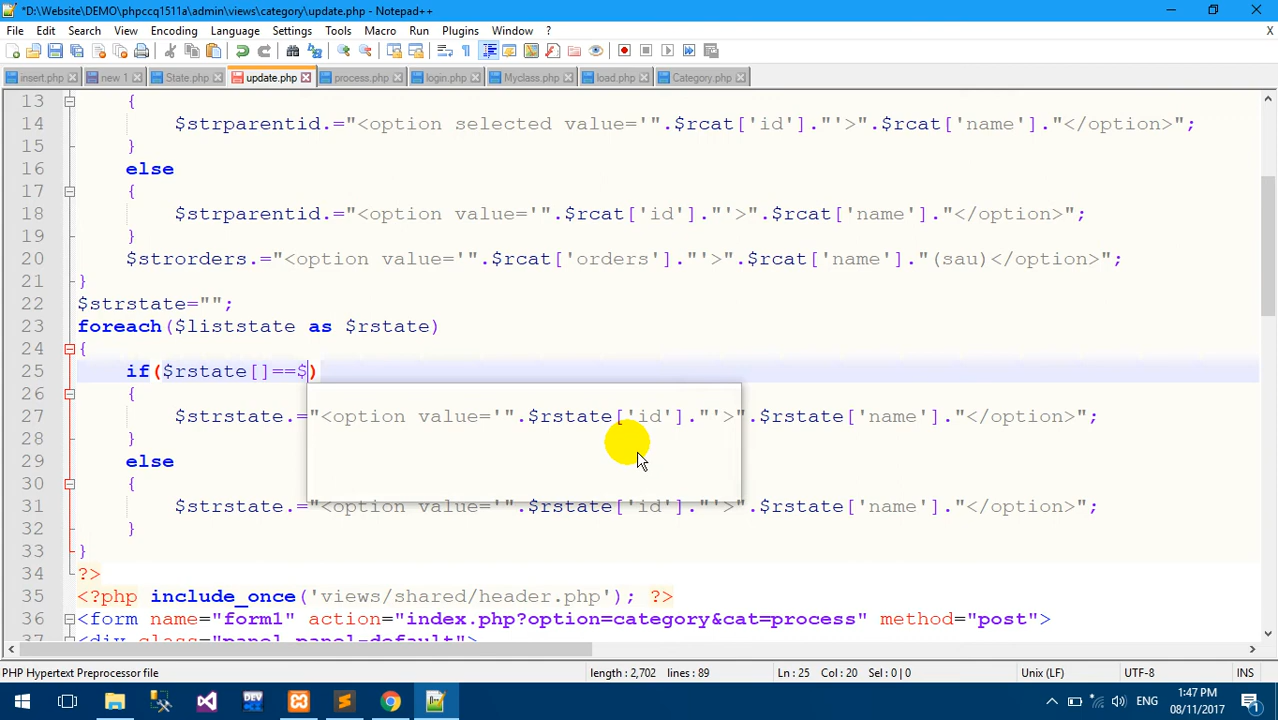 *D:\Website\DEMO\phpccq1511a\admin\views\category\update.php - Notepad++
File Edit Search View Encoding Language Settings Tools Macro Run Plugins Window ? X
insert.php new 1 State.php update.php process.php login.php Myclass.php load.php Category.php
13 {
14 $strparentid.="<option selected value='".$rcat['id']."'>".$rcat['name']."</option>";
15 }
16 else
17 {
18 $strparentid.="<option value='".$rcat['id']."'>".$rcat['name']."</option>";
19 }
20 $strorders.="<option value='".$rcat['orders']."'>".$rcat['name']."(sau)</option>";
21 }
22 $strstate="";
23 foreach($liststate as $rstate)
24 {
25 if($rstate[]==$)
26 {
27 $strstate.="<option value='".$rstate['id']."'>".$rstate['name']."</option>";
28 }
29 else
30 {
31 $strstate.="<option value='".$rstate['id']."'>".$rstate['name']."</option>";
32 }
33 }
34 ?>
35 <?php include_once('views/shared/header.php'); ?>
36 <form name="form1" action="index.php?option=category&cat=process" method="post">
37 <div class="panel panel-default">
PHP Hypertext Preprocessor file length : 2,702 lines : 89 Ln : 25 Col : 20 Sel : 0 | 0 Unix (LF) UTF-8 INS
DEV ENG 1:47 PM
08/11/2017 1